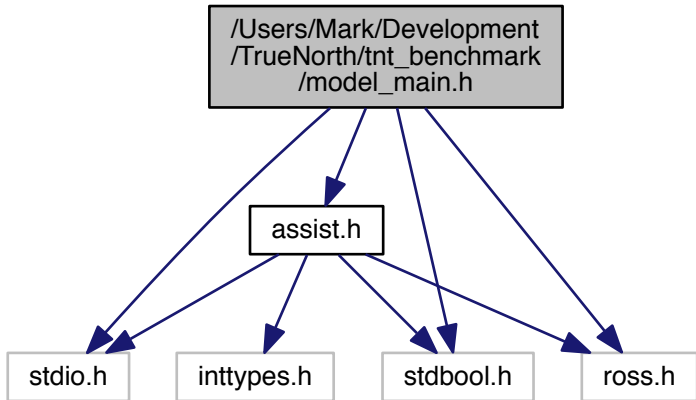 /Users/Mark/Development
/TrueNorth/tnt_benchmark
/model_main.h
assist.h
stdio.h
inttypes.h
stdbool.h
ross.h